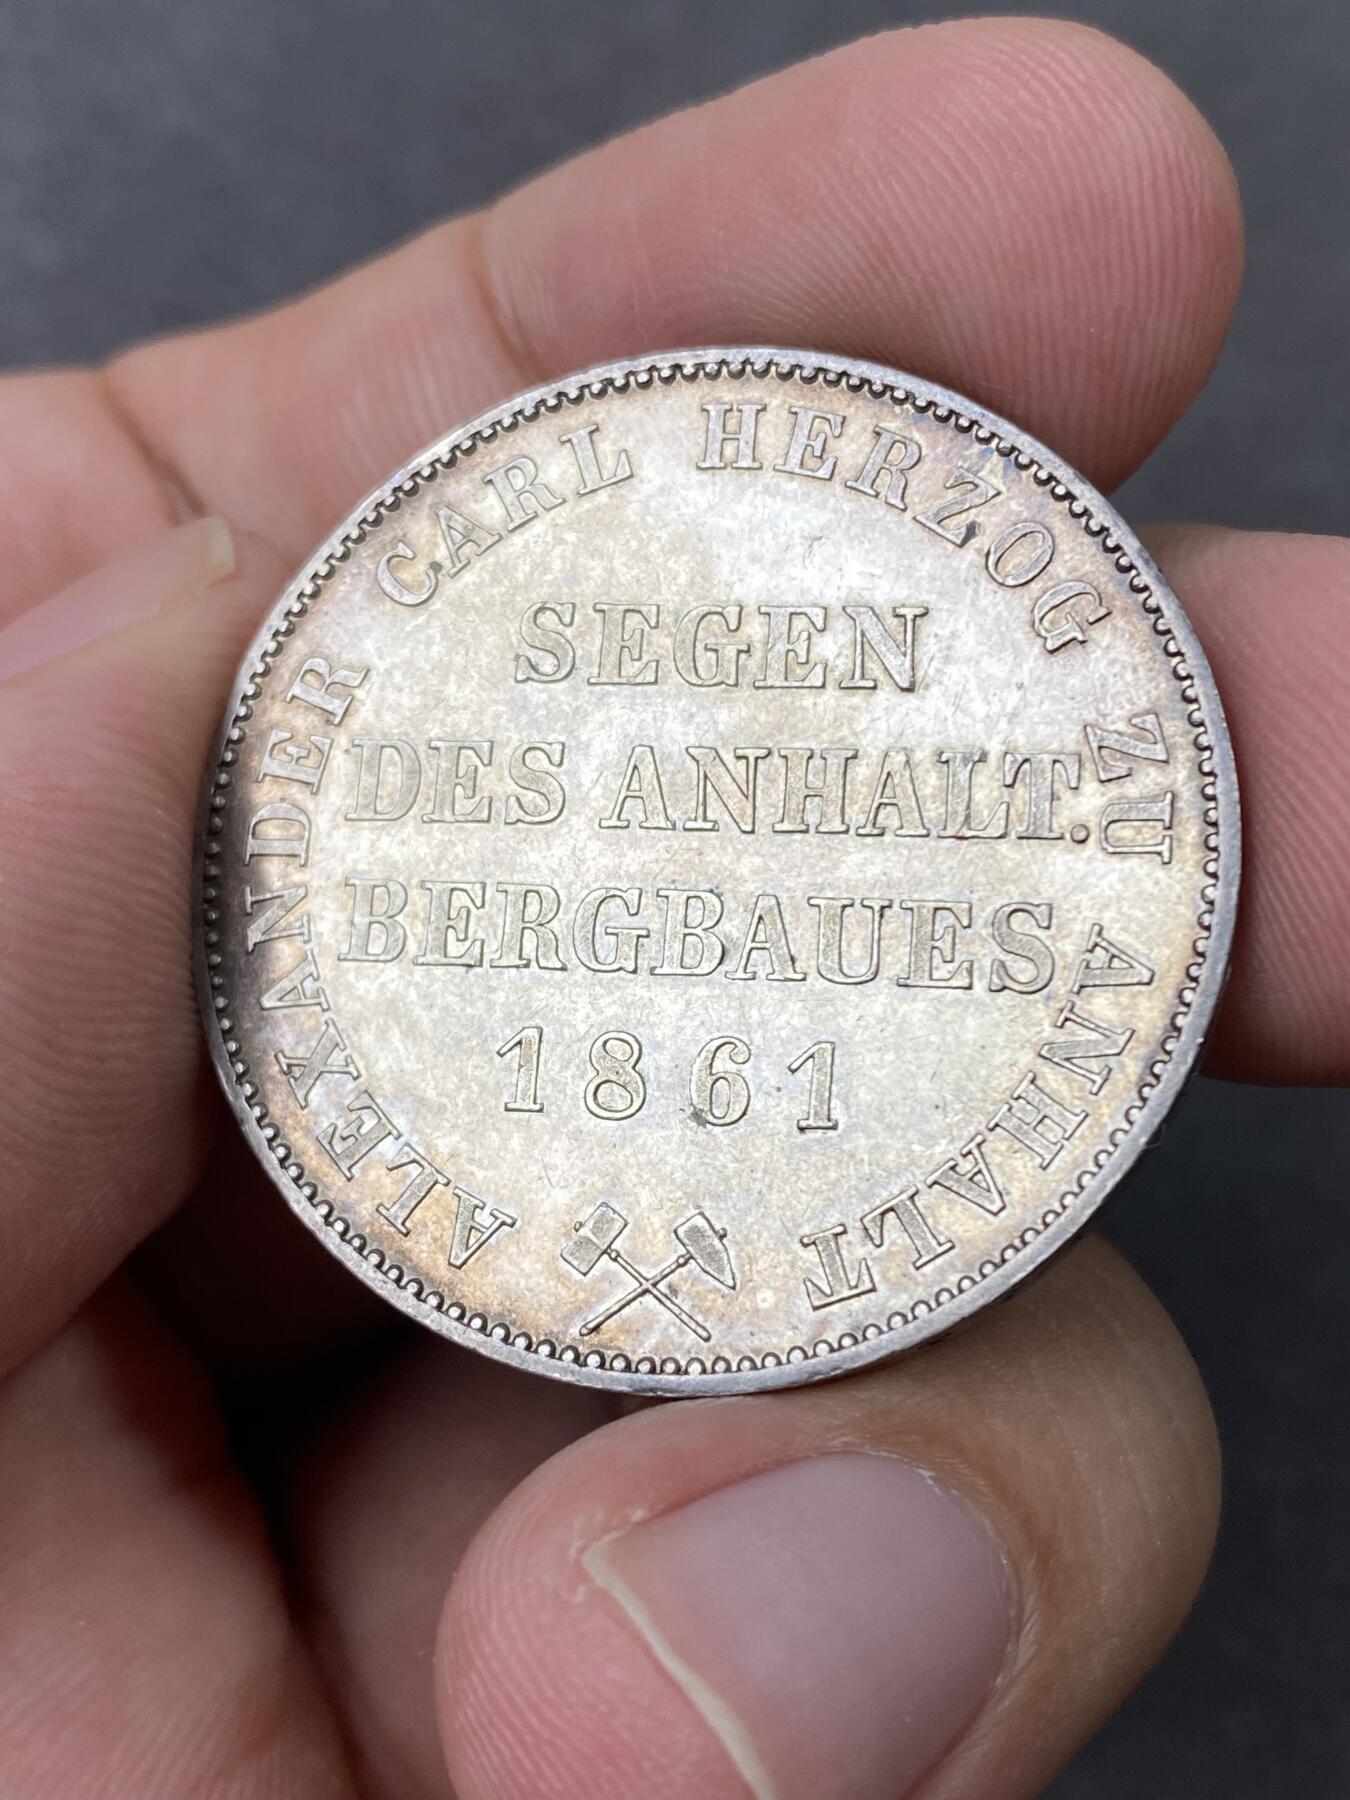 ALEXANDER CARL HERZOG ZU ANHALT
SEGEN
DES ANHALT.
BERGBAUES
1861